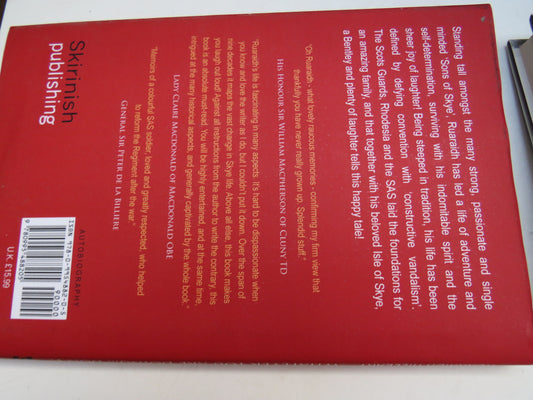 Standing tall amongst the many strong, passionate and single
minded 'Sons of Skye', Ruaraidh has led a life of adventure and
self-determination, surviving with his indomitable spirit and the
sheer joy of laughter! Being steeped in tradition, his life has been
defined by defying convention with 'constructive vandalism'.
The Scots Guards, Rhodesia and the SAS laid the foundations for
an amazing family, and that together with his beloved Isle of Skye,
a Bentley and plenty of laughter tells this happy tale!
"Oh Ruaraidh, what lovely raucous memories - confirming my firm view that
thankfully you have never really grown up. Splendid stuff."
His Honour Sir William Macpherson of Cluny TD
"Ruaraidh's life is fascinating in many aspects. It's hard to be dispassionate when
you know and love the writer as I do, but I couldn't put it down. Over the span of
nine decades it maps the vast change in Skye life. Above all else, this book makes
you laugh out loud! Against all instructions from the author to write the contrary, this
book is an absolute must-read. You will be highly entertained, and at the same time,
intrigued at the many historical aspects, and generally captivated by the whole book."
Lady Claire Macdonald of Macdonald OBE
"Memoirs of a colourful SAS soldier, loved and greatly respected, who helped
to reform the Regiment after the war."
General Sir Peter de la Billiere
Skirinish
publishing
AUTOBIOGRAPHY
90000
U.K. £15.99